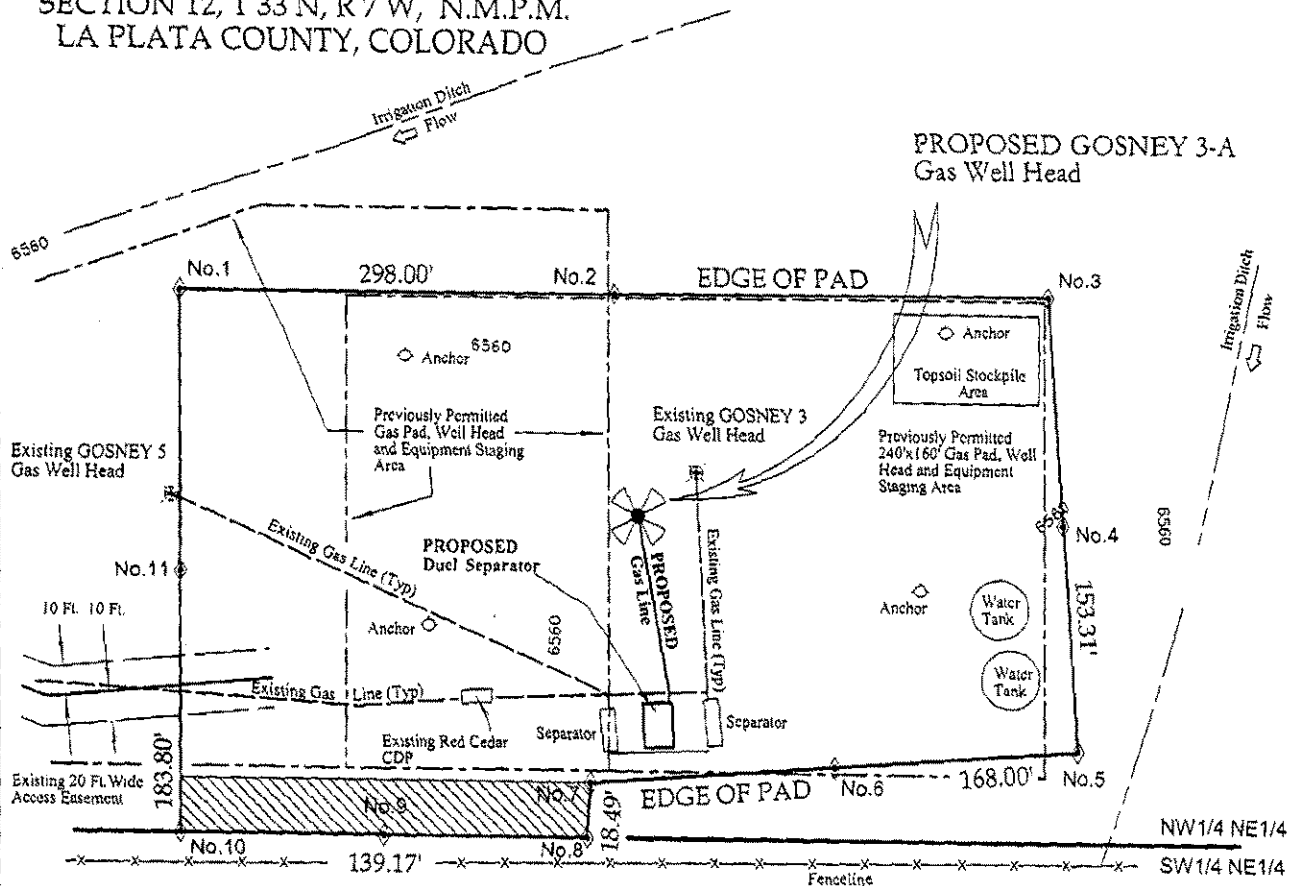 SECTION 12, T 33 N, R 7 W, N.M.P.M.
LA PLATA COUNTY, COLORADO
Irrigation Ditch
Flow
PROPOSED GOSNEY 3-A
Gas Well Head
6560
No.1
298.00'
No.2
EDGE OF PAD
No.3
Irrigation Ditch
Flow
Anchor
6560
Anchor
Topsoil Stockpile
Area
Previously Permitted
Gas Pad, Well Head
and Equipment Staging
Area
Existing GOSNEY 3
Gas Well Head
Previously Permitted
240'x160' Gas Pad, Well
Head and Equipment
Staging Area
Existing GOSNEY 5
Gas Well Head
6560
No.4
Existing Gas Line (Typ)
PROPOSED
Duel Separator
PROPOSED
Gas Line
Existing Gas Line (Typ)
No.11
10 Ft. 10 Ft.
Anchor
6560
Anchor
Water
Tank
153.31'
Water
Tank
Existing Gas Line (Typ)
Existing Red Cedar
CDP
Separator
Separator
183.80'
Existing 20 Ft. Wide
Access Easement
No.7
EDGE OF PAD
No.6
168.00'
No.5
No.9
18.49'
No.10
139.17'
No.8
NW1/4 NE1/4
Fenceline
SW1/4 NE1/4